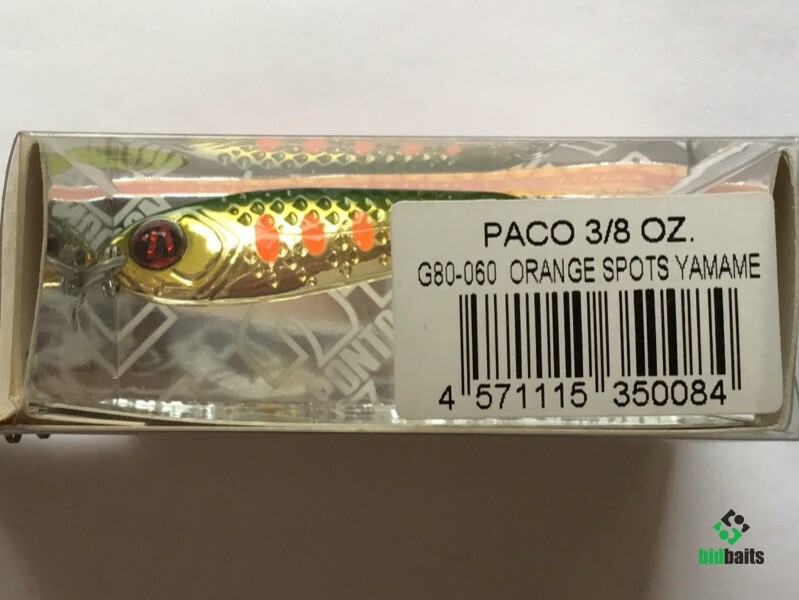 PACO 3/8 OZ.
G80-060 ORANGE SPOTS YAMAME
4 571115 350084
bidbaits